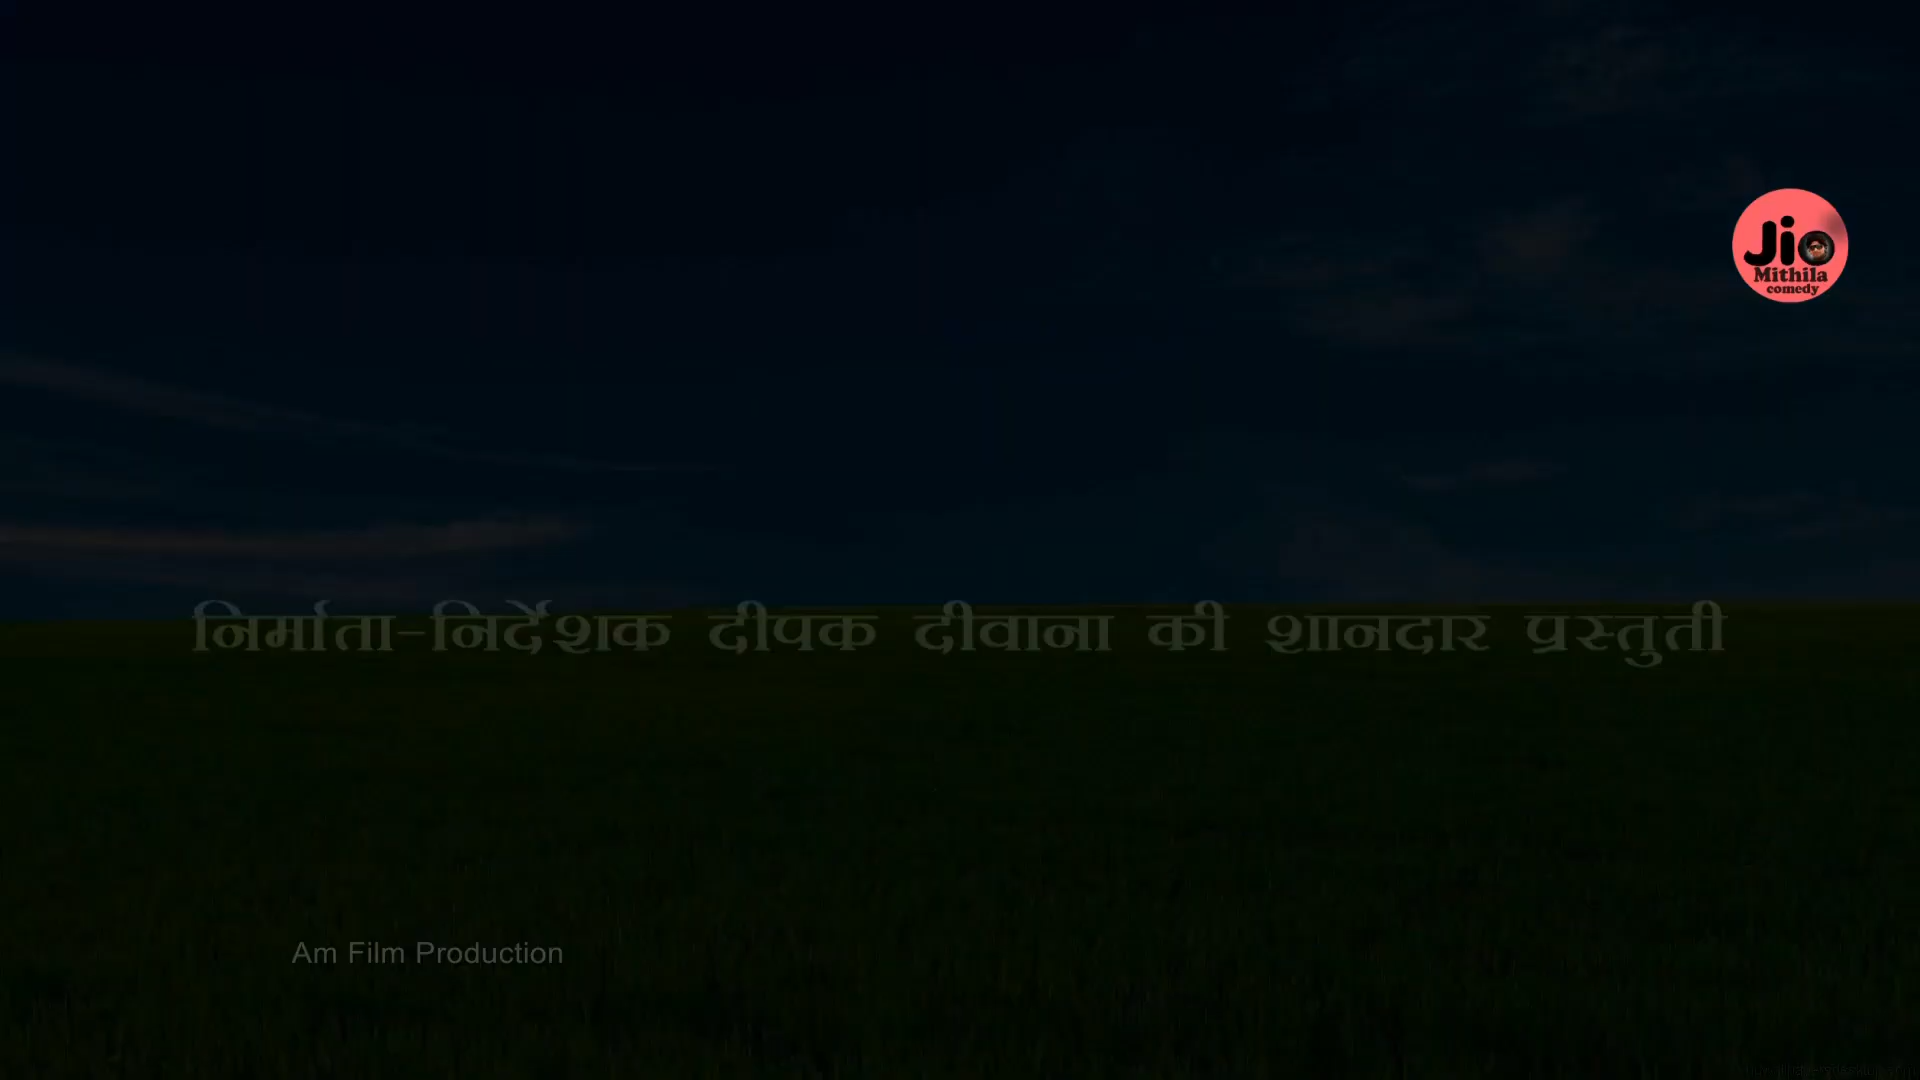 Jio
Mithila
comedy
निर्माता-निर्देशक दीपक दीवाना की शानदार प्रस्तुती
Am Film Production